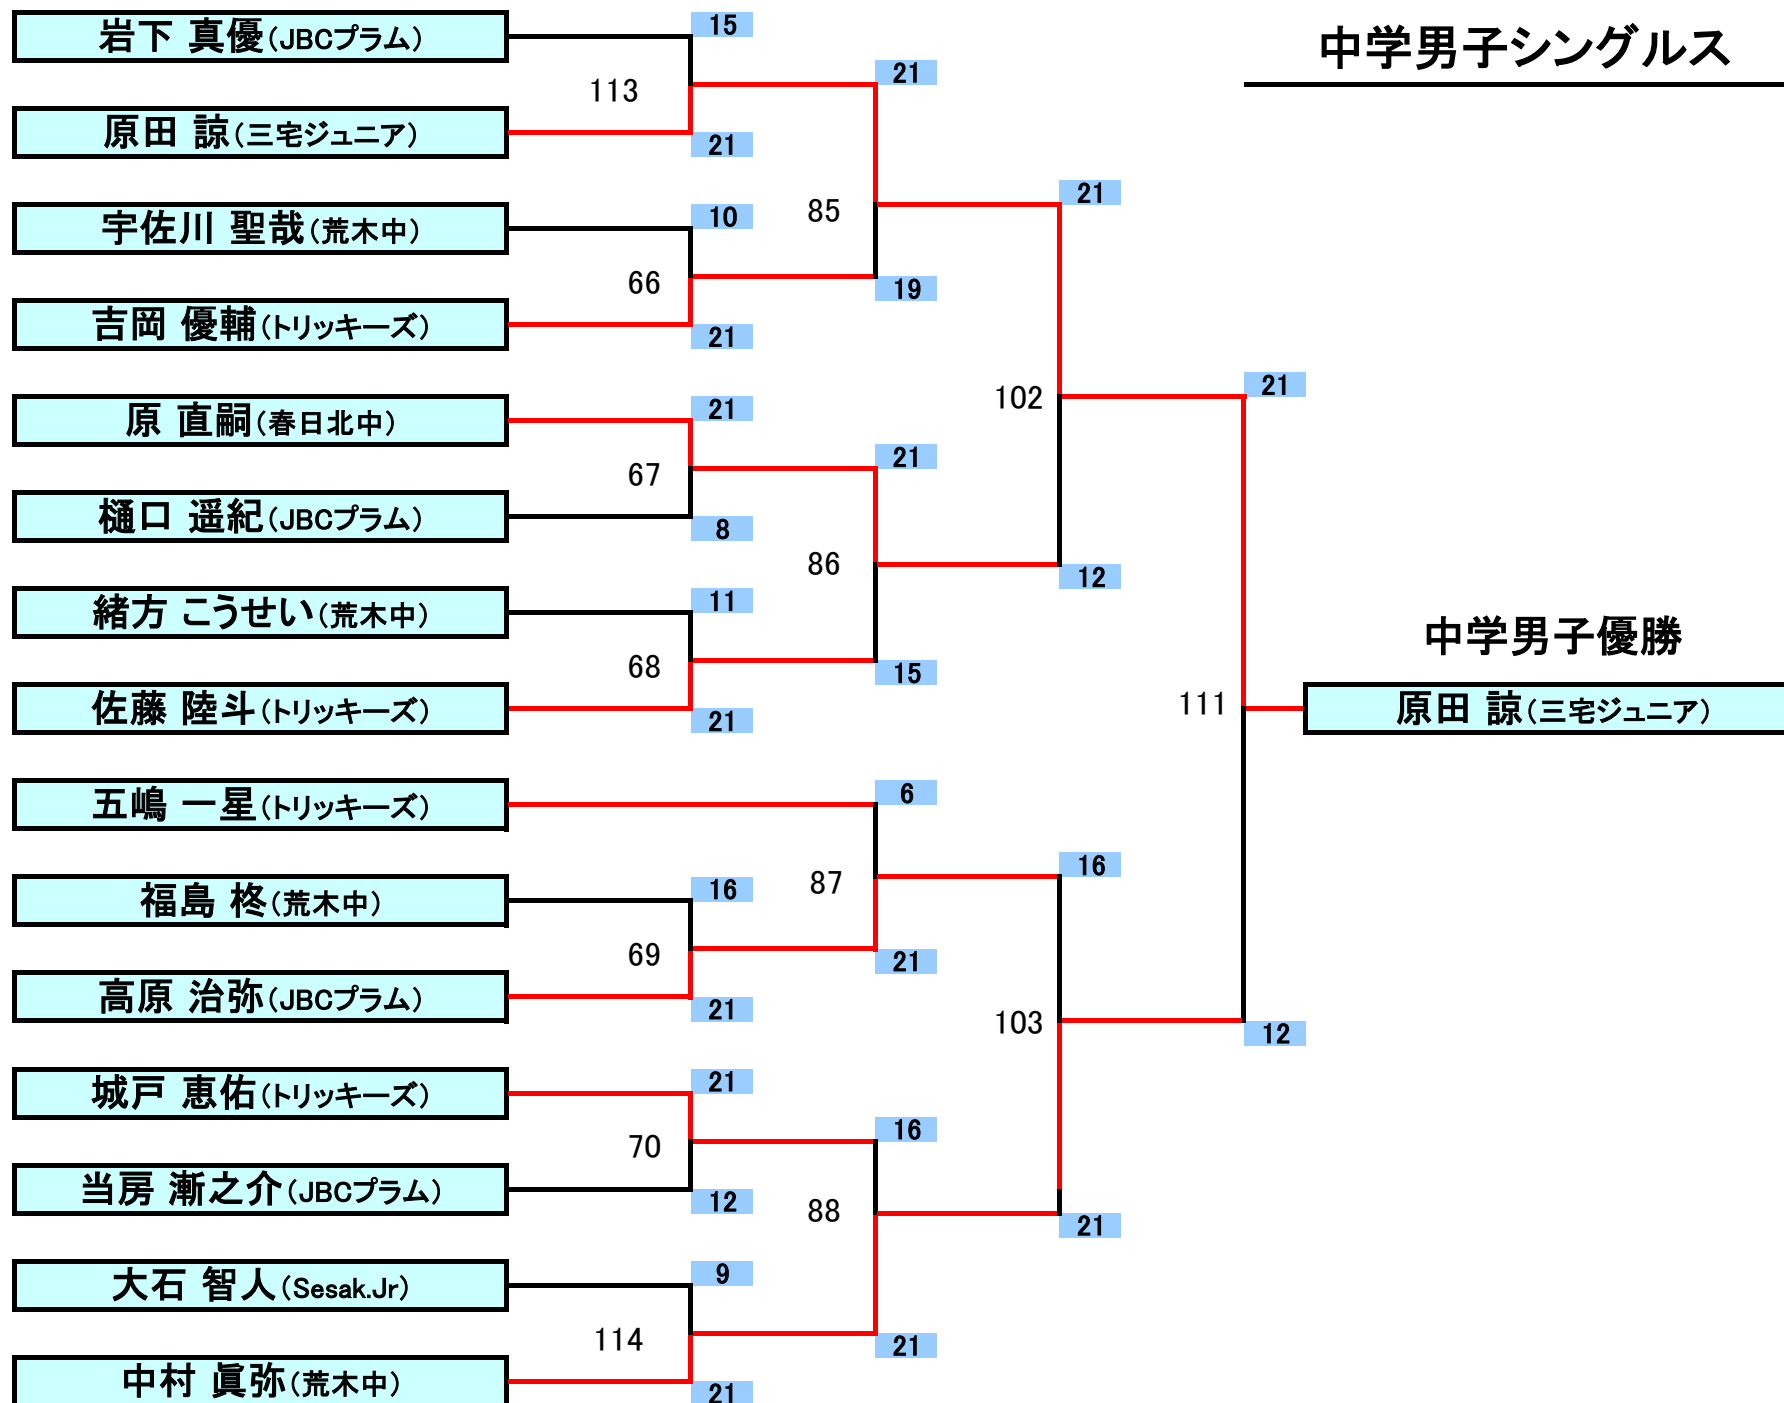 中学男子シングルス
岩下 真優(JBCプラム)
15
21
113
原田 諒(三宅ジュニア)
21
21
宇佐川 聖哉(荒木中)
10
85
66
19
吉岡 優輔(トリッキーズ)
21
102
21
原 直嗣(春日北中)
21
21
67
樋口 遥紀(JBCプラム)
8
86
12
緒方 こうせい(荒木中)
11
中学男子優勝
68
15
佐藤 陸斗(トリッキーズ)
21
111
原田 諒(三宅ジュニア)
五嶋 一星(トリッキーズ)
6
16
87
福島 柊(荒木中)
16
69
21
高原 治弥(JBCプラム)
21
103
12
城戸 恵佑(トリッキーズ)
21
16
70
当房 漸之介(JBCプラム)
12
88
21
大石 智人(Sesak.Jr)
9
114
21
中村 眞弥(荒木中)
21